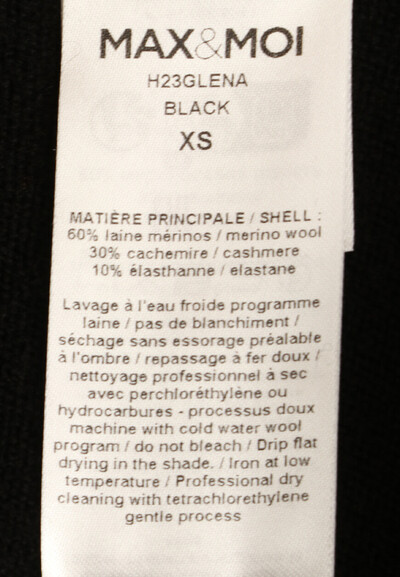 MAX&MOI
H23GLENA
BLACK
XS
MATIÈRE PRINCIPALE / SHELL :
60% laine mérinos / merino wool
30% cachemire / cashmere
10% élasthanne / elastane
Lavage à l'eau froide programme
laine / pas de blanchiment /
séchage sans essorage préalable
à l'ombre / repassage à fer doux /
nettoyage professionnel à sec
avec perchloréthylène ou
hydrocarbures - processus doux
machine with cold water wool
program / do not bleach / Drip flat
drying in the shade. / Iron at low
temperature / Professional dry
cleaning with tetrachlorethylene
gentle process